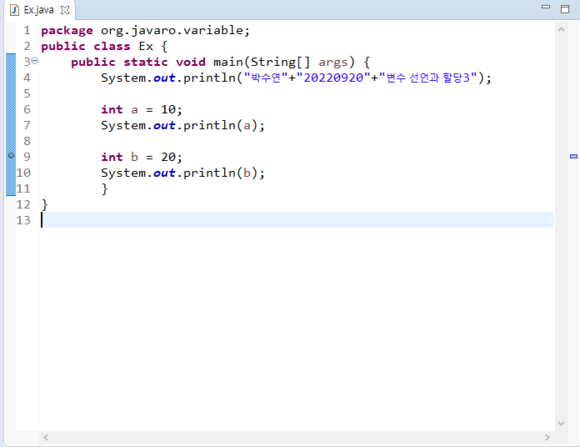 Ex.java
1 package org.javaro.variable;
2 public class Ex {
3 public static void main(String[] args) {
4 System.out.println("박수연"+"20220920"+"변수 선언과 할당3");
5
6 int a = 10;
7 System.out.println(a);
8
9 int b = 20;
10 System.out.println(b);
11 }
12 }
13